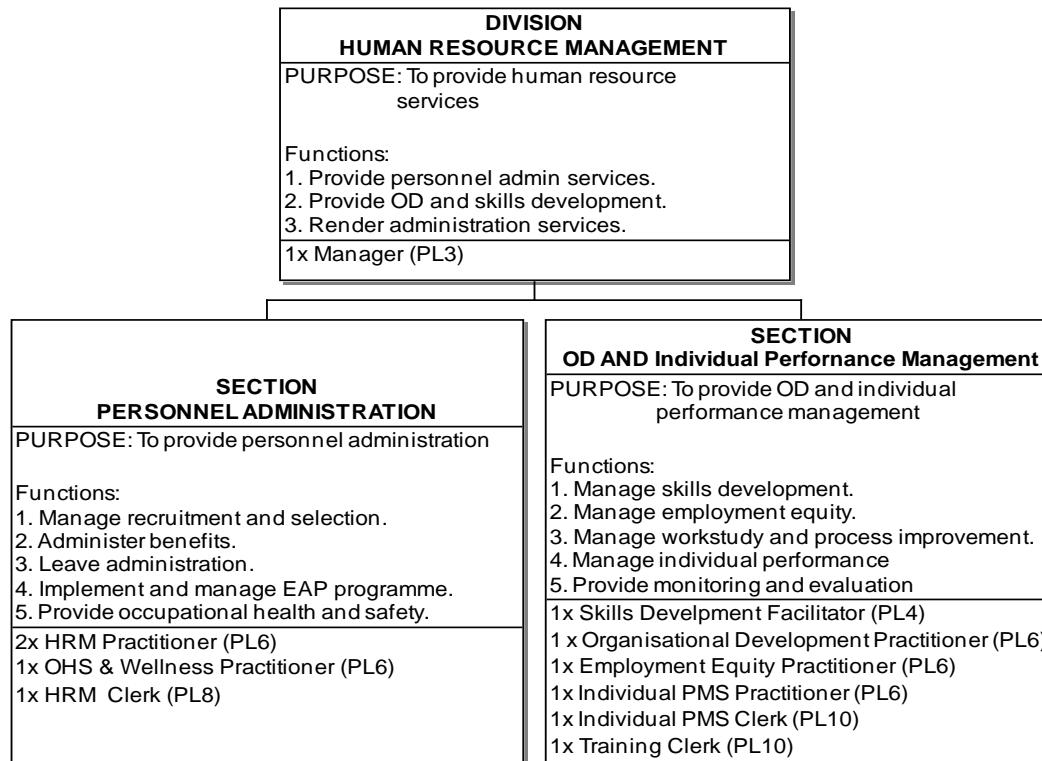 DIVISION
HUMAN RESOURCE MANAGEMENT
PURPOSE: To provide human resource
services
Functions:
1. Provide personnel admin services.
2. Provide OD and skills development.
3. Render administration services.
1x Manager (PL3)
SECTION
PERSONNEL ADMINISTRATION
PURPOSE: To provide personnel administration
Functions:
1. Manage recruitment and selection.
2. Administer benefits.
3. Leave administration.
4. Implement and manage EAP programme.
5. Provide occupational health and safety.
2x HRM Practitioner (PL6)
1x OHS & Wellness Practitioner (PL6)
1x HRM Clerk (PL8)
SECTION
OD AND Individual Perfornance Management
PURPOSE: To provide OD and individual
performance management
Functions:
1. Manage skills development.
2. Manage employment equity.
3. Manage workstudy and process improvement.
4. Manage individual performance
5. Provide monitoring and evaluation
1x Skills Develpment Facilitator (PL4)
1x Organisational Development Practitioner (PL6)
1x Employment Equity Practitioner (PL6)
1x Individual PMS Practitioner (PL6)
1x Individual PMS Clerk (PL10)
1x Training Clerk (PL10)